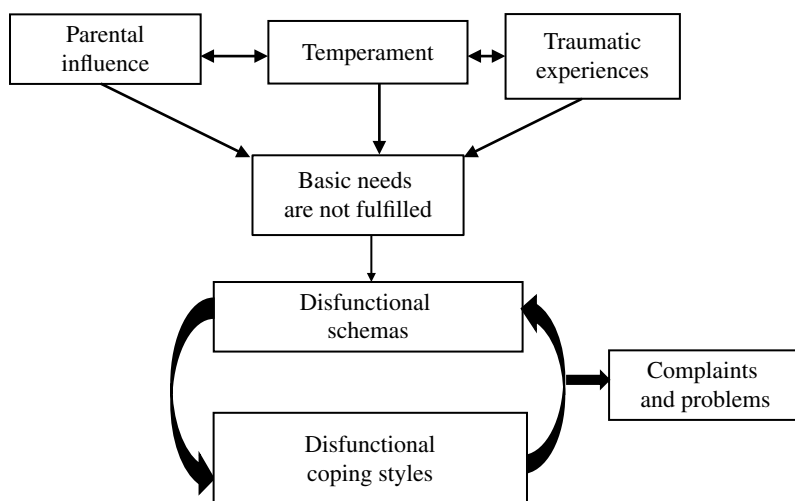 Parental
influence
Temperament
Traumatic
experiences
Basic needs
are not fulfilled
Disfunctional
schemas
Complaints
and problems
Disfunctional
coping styles